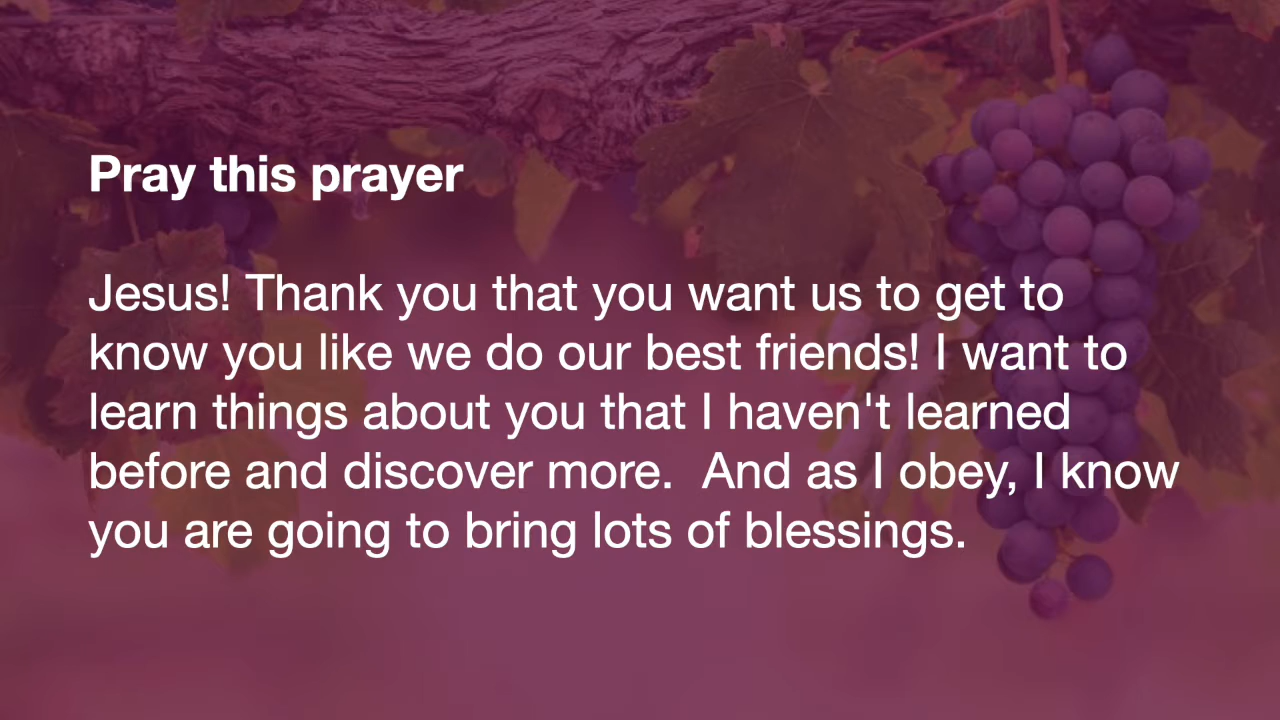 Pray this prayer
Jesus! Thank you that you want us to get to
know you like we do our best friends! I want to
learn things about you that I haven't learned
before and discover more.  And as I obey, I know
you are going to bring lots of blessings.